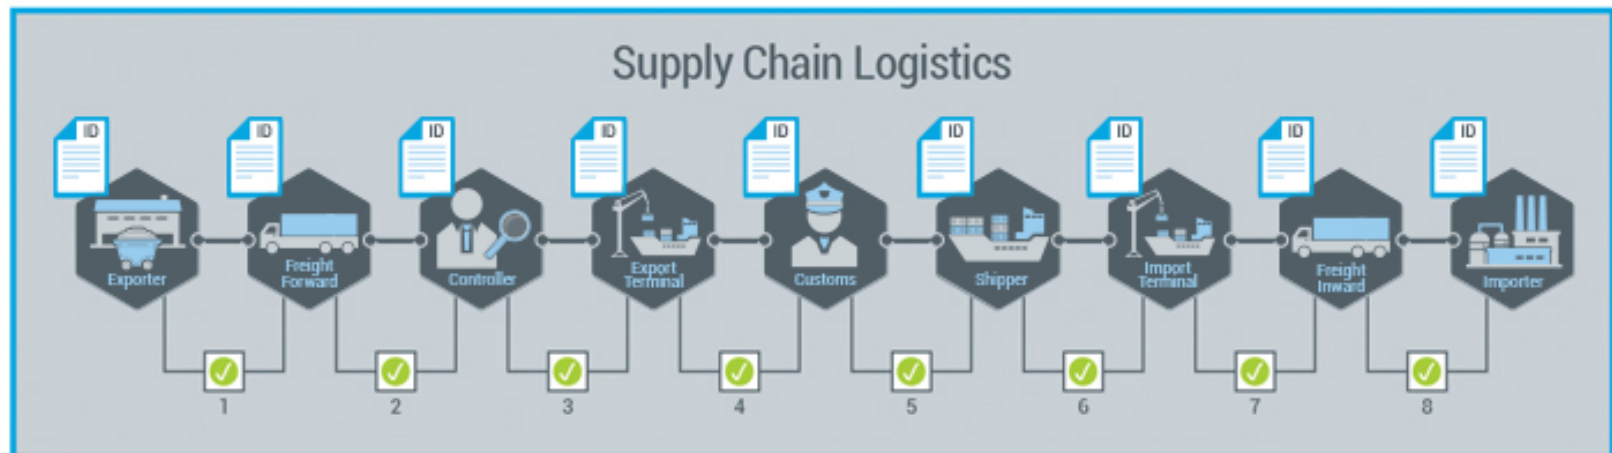 Supply Chain Logistics
ID
ID
ID
ID
ID
ID
ID
ID
ID
Exporter
Freight
Forward
Controller
Export
Terminal
Customs
Shipper
Import
Terminal
Freight
Inward
Importer
1
2
3
4
5
6
7
8